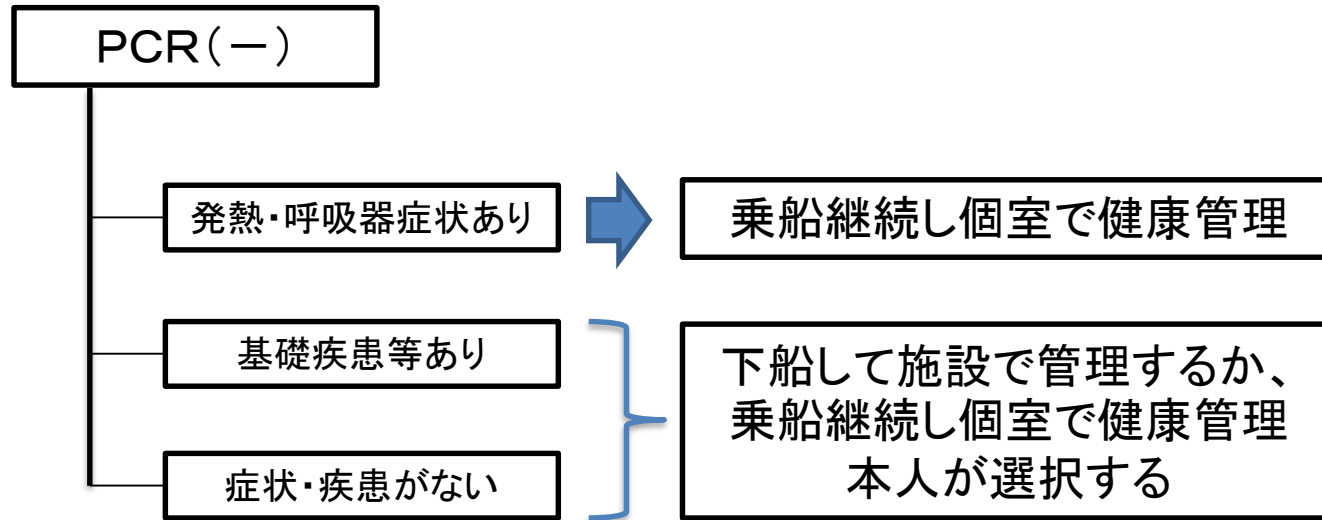 PCR(－)
発熱・呼吸器症状あり
乗船継続し個室で健康管理
基礎疾患等あり
症状・疾患がない
下船して施設で管理するか、
乗船継続し個室で健康管理
本人が選択する